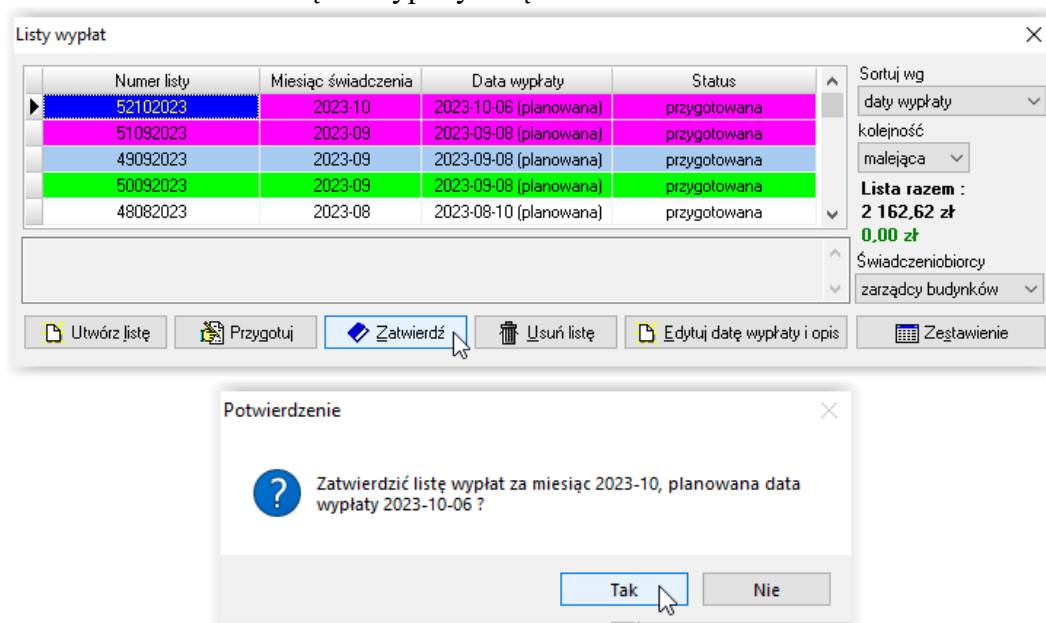 Listy wypłat
Numer listy Miesiąc świadczenia Data wypłaty Status
52102023 2023-10 2023-10-06 (planowana) przygotowana
51092023 2023-09 2023-09-08 (planowana) przygotowana
49092023 2023-09 2023-09-08 (planowana) przygotowana
50092023 2023-09 2023-09-08 (planowana) przygotowana
48082023 2023-08 2023-08-10 (planowana) przygotowana
Sortuj wg
daty wypłaty
kolejność
malejąca
Lista razem :
2 162,62 zł
0,00 zł
Świadczeniobiorcy
zarządcy budynków
Utwórz listę Przygotuj Zatwierdź Usuń listę Edytuj datę wypłaty i opis Zestawienie
Potwierdzenie
Zatwierdzić listę wypłat za miesiąc 2023-10, planowana data
wypłaty 2023-10-06 ?
Tak Nie